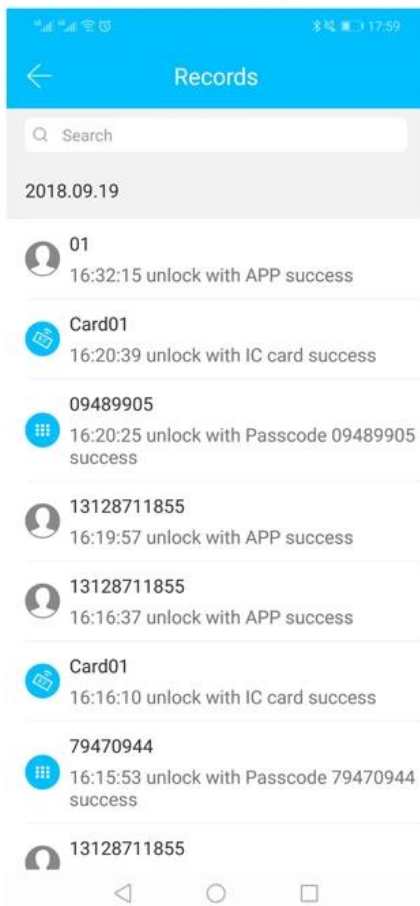 17:59
Records
Search
2018.09.19
01
16:32:15 unlock with APP success
Card01
16:20:39 unlock with IC card success
09489905
16:20:25 unlock with Passcode 09489905
success
13128711855
16:19:57 unlock with APP success
13128711855
16:16:37 unlock with APP success
Card01
16:16:10 unlock with IC card success
79470944
16:15:53 unlock with Passcode 79470944
success
13128711855